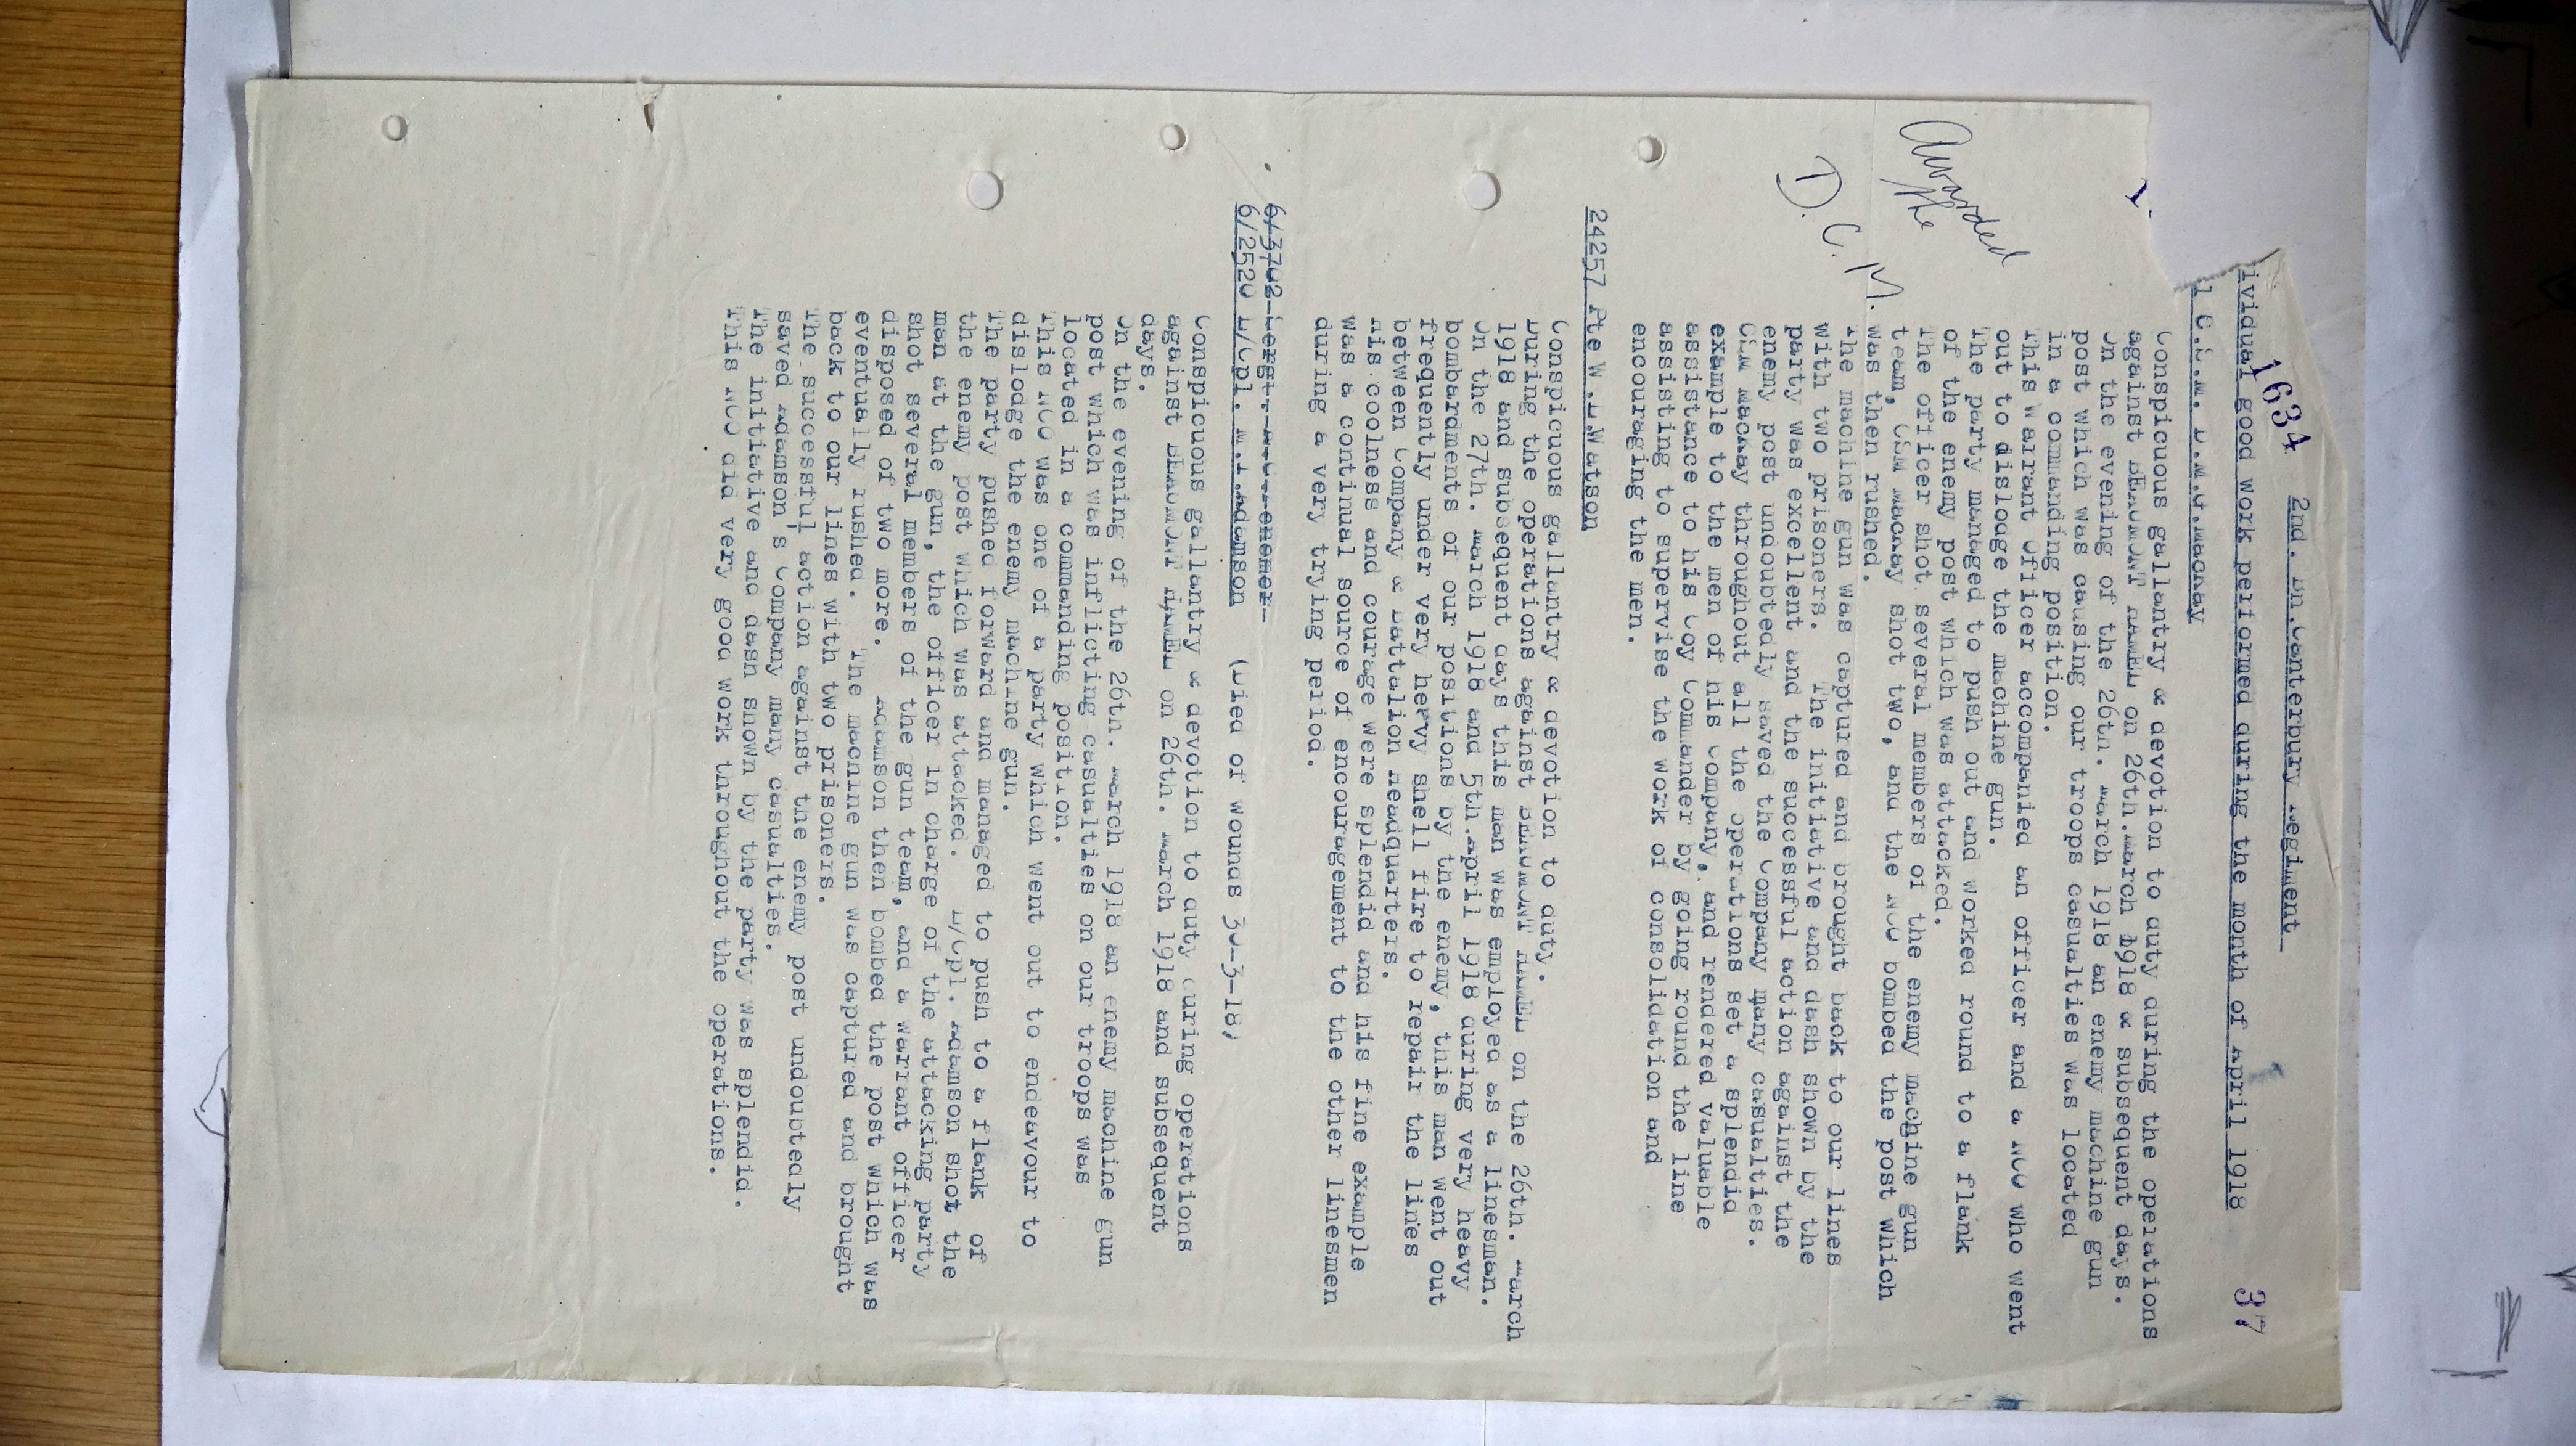 1634
2nd. Bn. Canterbury Regiment
ividual good work performed during the month of April 1918
37
1 C.S.M. D.M.G. Mackay
1.
Awarded
the
D.C.M.
Conspicuous gallantry & devotion to duty during the operations
against BEAUMONT HAMEL on 26th. March 1918 & subsequent days.
On the evening of the 26th. March 1918 an enemy machine gun
post which was causing our troops casualties was located
in a commanding position.
This Warrant Officer accompanied an officer and a NCO who went
out to dislodge the machine gun.
The party managed to push out and worked round to a flank
of the enemy post which was attacked.
The officer shot several members of the enemy machine gun
team, CSM Mackay shot two, and the NCO bombed the post which
was then rushed.
The machine gun was captured and brought back to our lines
with two prisoners. The initiative and dash shown by the
party was excellent and the successful action against the
enemy post undoubtedly saved the Company many casualties.
CSM Mackay throughout all the operations set a splendid
example to the men of his Company, and rendered valuable
assistance to his Coy Commander by going round the line
assisting to supervise the work of consolidation and
encouraging the men.
24257 Pte W.L.Watson
Conspicuous gallantry & devotion to duty.
During the operations against BEAUMONT HAMEL on the 26th. March
1918 and subsequent days this man was employed as a linesman.
On the 27th. March 1918 and 5th.April 1918 during very heavy
bombardments of our positions by the enemy, this man went out
frequently under very heavy shell fire to repair the lines
between Company & Battalion Headquarters.
His coolness and courage were splendid and his fine example
was a continual source of encouragement to the other linesmen
during a very trying period.
6/3702
6/2520 L/Cpl. M.I.Adamson (Died of wounds 30-3-18)
Conspicuous gallantry & devotion to duty during operations
against BEAUMONT HAMEL on 26th. March 1918 and subsequent
days.
On the evening of the 26th. March 1918 an enemy machine gun
post which was inflicting casualties on our troops was
located in a commanding position.
This NCO was one of a party which went out to endeavour to
dislodge the enemy machine gun.
The party pushed forward and managed to push to a flank of
the enemy post which was attacked. L/Cpl. Adamson shot the
man at the gun, the officer in charge of the attacking party
shot several members of the gun team, and a warrant officer
disposed of two more. Adamson then bombed the post which was
eventually rushed. The machine gun was captured and brought
back to our lines with two prisoners.
The successful action against the enemy post undoubtedly
saved Adamson's Company many casualties.
The initiative and dash shown by the party was splendid.
This NCO did very good work throughout the operations.